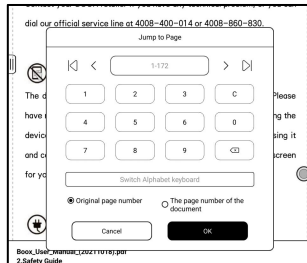 dial our official service line at 4008-400-014 or 4008-860-830.
Jump to Page
1-172
1 2 3 C
The d Please
4 5 6 0
have ng the
device sing it
7 8 9
and co screen
for yo
Switch Alphabet keyboard
Original page number
The page number of the
document
Cancel OK
Boox_User_Manual_(20211018).pdf
2.Safety Guide